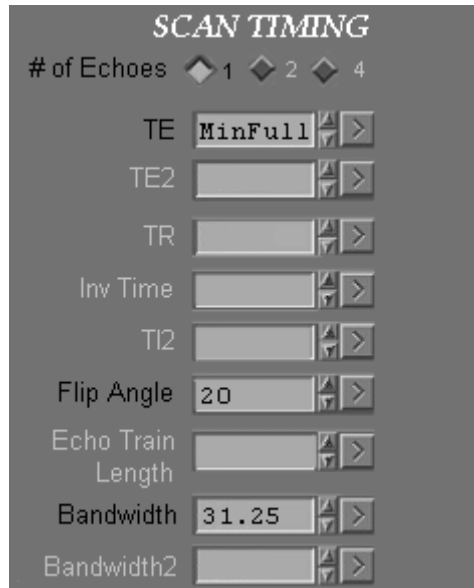 SCAN TIMING
# of Echoes 1 2 4
TE MinFull
TE2
TR
Inv Time
TI2
Flip Angle 20
Echo Train
Length
Bandwidth 31.25
Bandwidth2